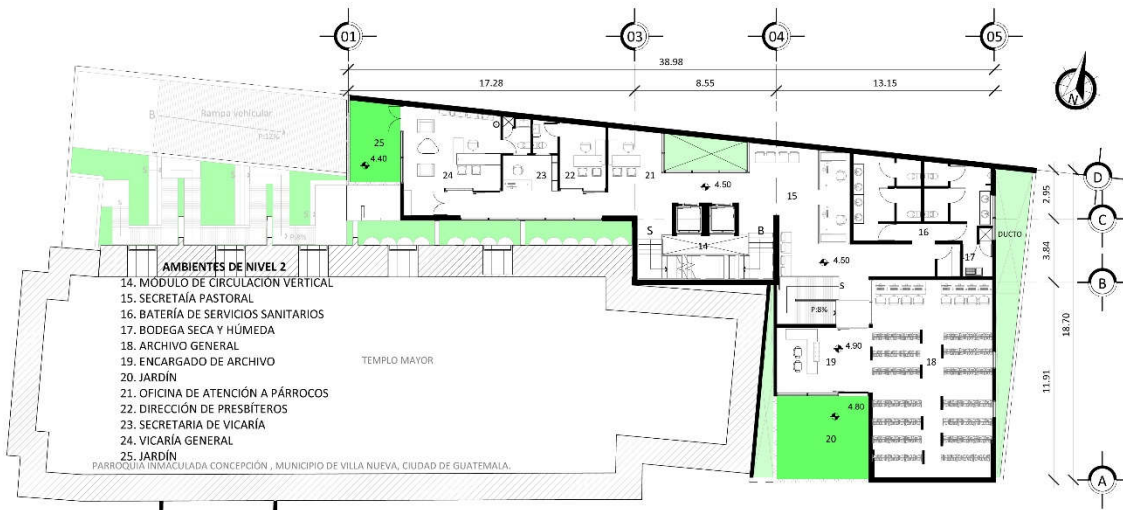 01
03
04
05
38.98
17.28
8.55
13.15
N
B
Rampa vehicular
P:12%
25
4.40
24
23
22
21
4.50
15
16
17
DUCTO
D
C
B
A
2.95
3.84
18.70
11.91
S
14
B
4.50
S
P:8%
4.90
19
18
4.80
20
AMBIENTES DE NIVEL 2
14. MÓDULO DE CIRCULACIÓN VERTICAL
15. SECRETAÍA PASTORAL
16. BATERÍA DE SERVICIOS SANITARIOS
17. BODEGA SECA Y HÚMEDA
18. ARCHIVO GENERAL
19. ENCARGADO DE ARCHIVO
20. JARDÍN
21. OFICINA DE ATENCIÓN A PÁRROCOS
22. DIRECCIÓN DE PRESBÍTEROS
23. SECRETARIA DE VICARÍA
24. VICARÍA GENERAL
25. JARDÍN
TEMPLO MAYOR
PARROQUIA INMACULADA CONCEPCIÓN , MUNICIPIO DE VILLA NUEVA, CIUDAD DE GUATEMALA.